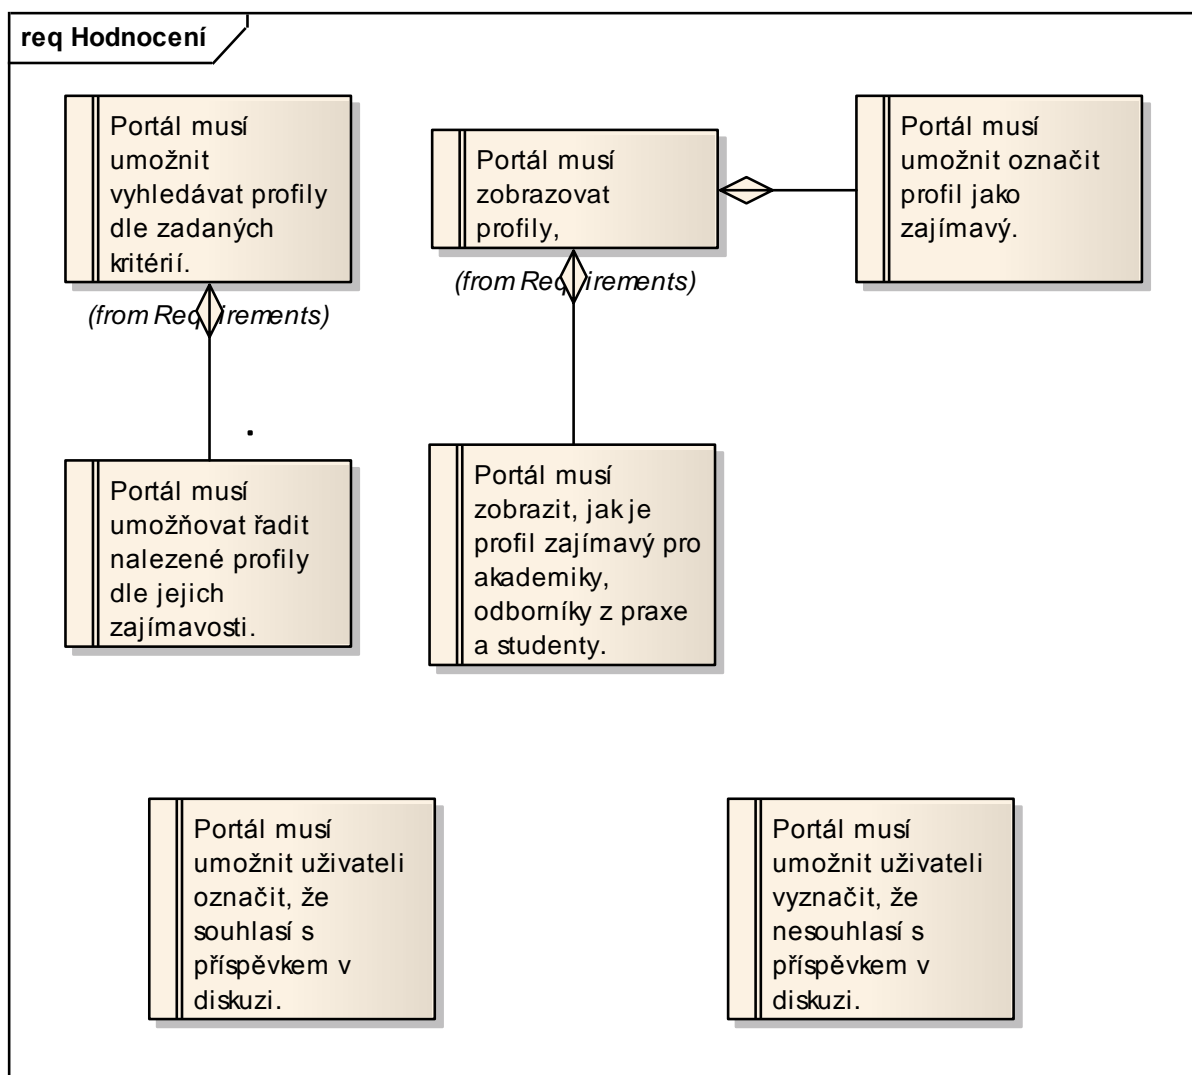 req Hodnocení
Portál musí
umožnit
vyhledávat profily
dle zadaných
kritérií.
(from Requirements)
Portál musí
zobrazovat
profily,
(from Requirements)
Portál musí
umožnit označit
profil jako
zajímavý.
.
Portál musí
umožňovat řadit
nalezené profily
dle jejich
zajímavosti.
Portál musí
zobrazit, jak je
profil zajímavý pro
akademiky,
odborníky z praxe
a studenty.
Portál musí
umožnit uživateli
označit, že
souhlasí s
příspěvkem v
diskuzi.
Portál musí
umožnit uživateli
vyznačit, že
nesouhlasí s
příspěvkem v
diskuzi.